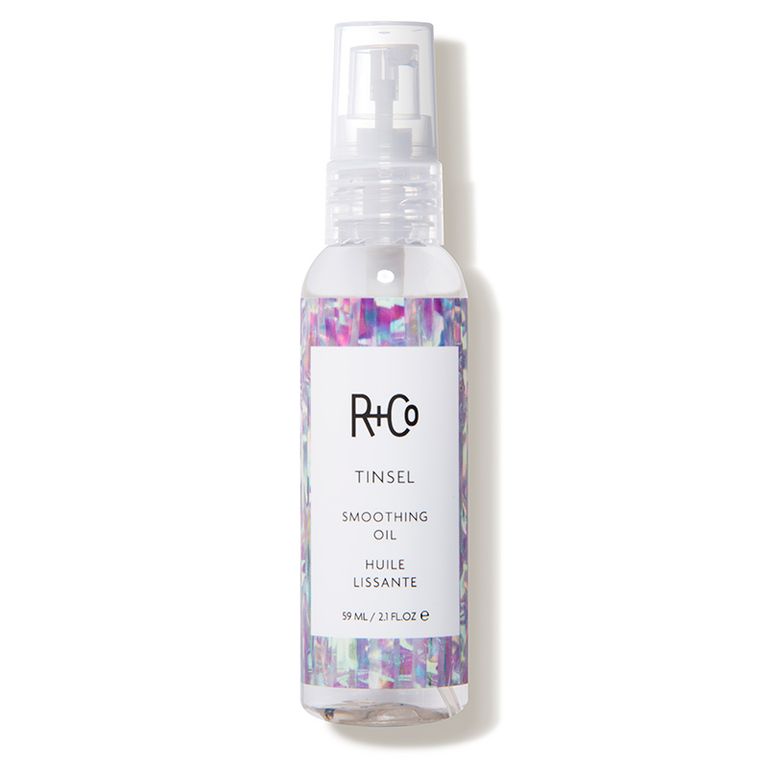 R+Co
TINSEL
SMOOTHING
OIL
HUILE
LISSANTE
59 ML / 2.1 FL.OZ ℮